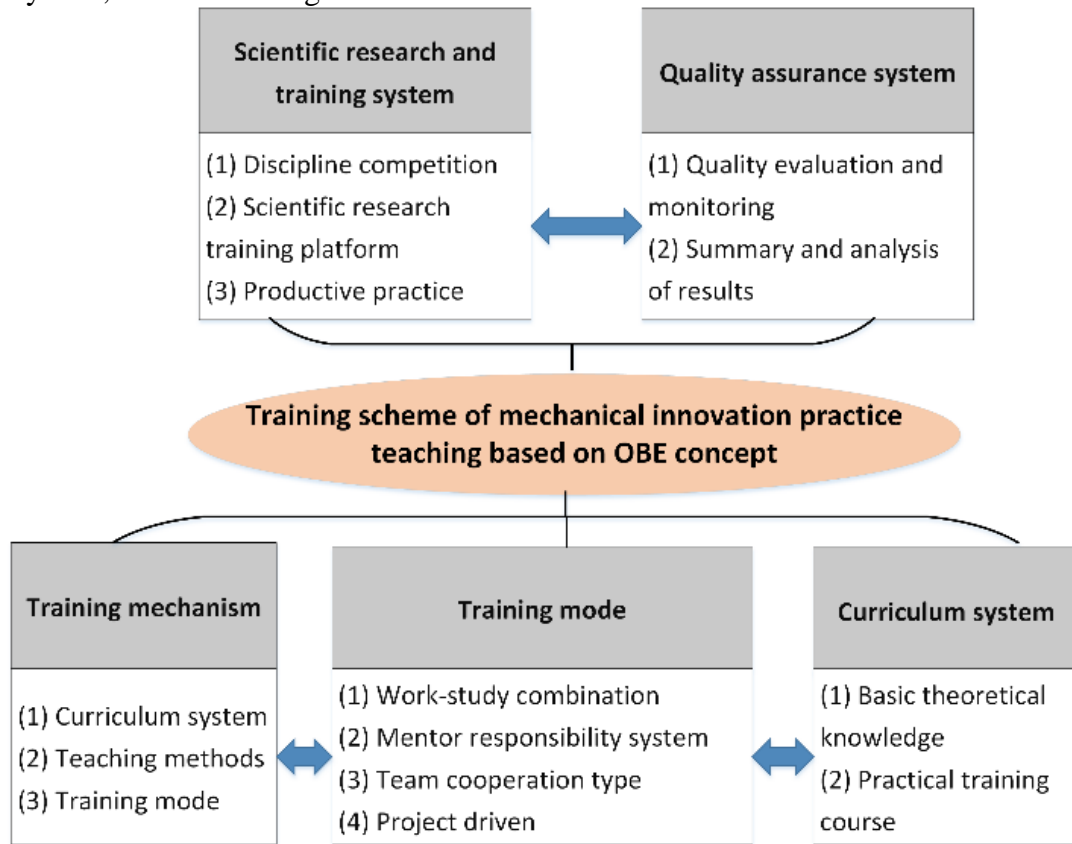 Scientific research and
training system
(1) Discipline competition
(2) Scientific research
training platform
(3) Productive practice
Quality assurance system
(1) Quality evaluation and
monitoring
(2) Summary and analysis
of results
Training scheme of mechanical innovation practice
teaching based on OBE concept
Training mechanism
(1) Curriculum system
(2) Teaching methods
(3) Training mode
Training mode
(1) Work-study combination
(2) Mentor responsibility system
(3) Team cooperation type
(4) Project driven
Curriculum system
(1) Basic theoretical
knowledge
(2) Practical training
course